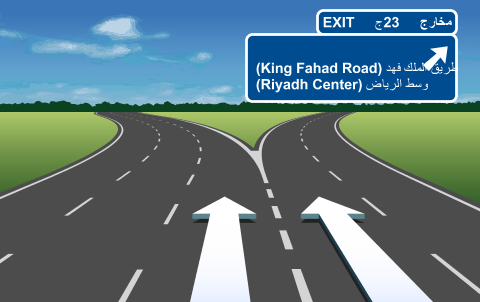 EXIT 23ج مخارج
(King Fahad Road) طريق الملك فهد
(Riyadh Center) وسط الرياض